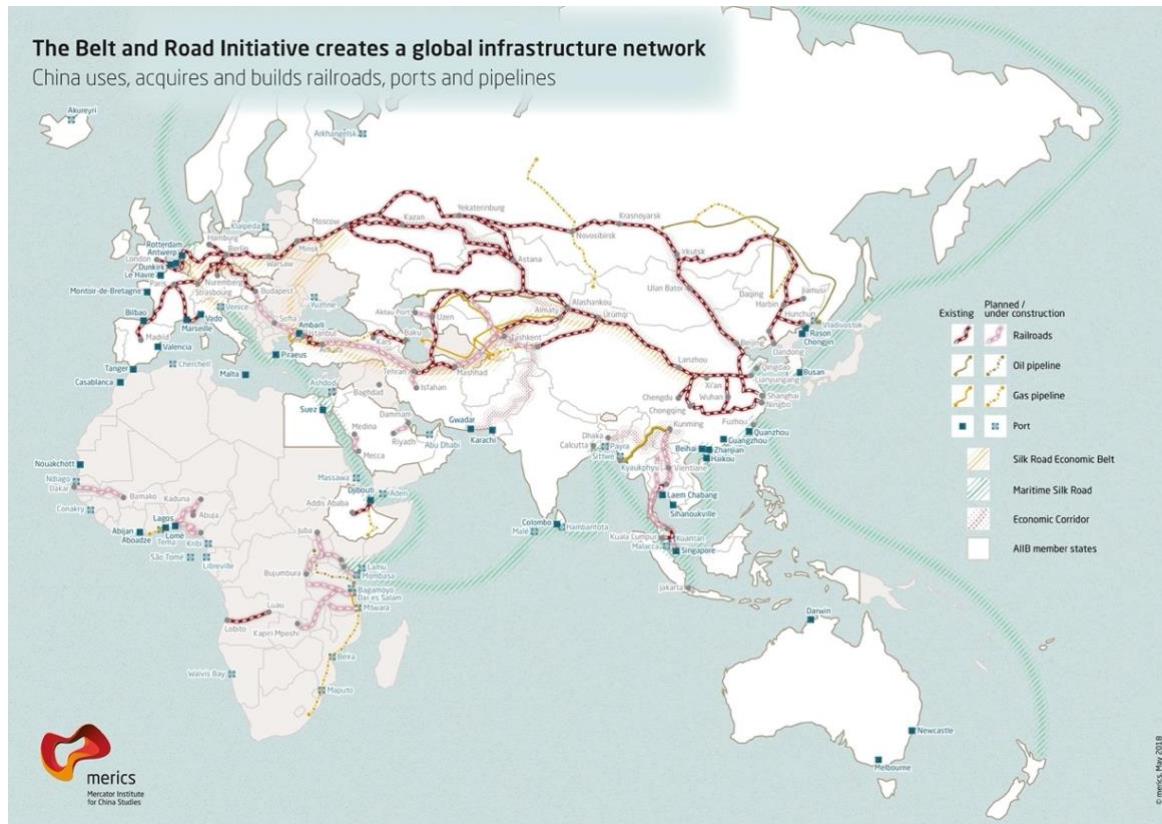 The Belt and Road Initiative creates a global infrastructure network
China uses, acquires and builds railroads, ports and pipelines
Akureyri
Arkhangelsk
Moscow
Kazan
Yekaterinburg
Novosibirsk
Krasnoyarsk
Irkutsk
Klaipeda
Hamburg
Berlin
Minsk
Warsaw
Rotterdam
Antwerp
London
Dunkirk
Le Havre
Paris
Nuremberg
Strasbourg
Budapest
Montoir-de-Bretagne
Venice
Bilbao
Vado
Marseille
Madrid
Valencia
Sofia
Ambarli
Istanbul
Ankara
Piraeus
Kars
Baku
Aktau Port
Uzen
Astana
Almaty
Alashankou
Ürümqi
Tashkent
Ulan Bator
Daqing
Harbin
Jiamusi
Hunchun
Vladivostok
Rason
Chongjin
Dandong
Beijing
Qingdao
Lianyungang
Busan
Lanzhou
Xi'an
Wuhan
Chengdu
Chongqing
Shanghai
Ningbo
Fuzhou
Quanzhou
Guangzhou
Zhanjian
Beihai
Haikou
Kunming
Tanger
Casablanca
Cherchell
Malta
Ashdod
Suez
Tehran
Mashhad
Isfahan
Baghdad
Dammam
Medina
Riyadh
Mecca
Abu Dhabi
Gwadar
Karachi
Dhaka
Calcutta
Payra
Sittwe
Kyaukphyu
Vientiane
Laem Chabang
Sihanoukville
Kuantan
Kuala Lumpur
Malacca
Singapore
Jakarta
Colombo
Hambantota
Malé
Nouakchott
Ndiago
Dakar
Bamako
Conakry
Kaduna
Abuja
Lagos
Abijan
Lomé
Aboadze
Tema
Kribi
São Tomé
Libreville
Massawa
Djibouti
Aden
Addis Ababa
Juba
Lamu
Mombasa
Bujumbura
Bagamoyo
Dar es Salam
Mtwara
Luau
Lobito
Kapiri Mposhi
Beira
Walvis Bay
Maputo
Darwin
Newcastle
Melbourne
Existing
Planned /
under construction
Railroads
Oil pipeline
Gas pipeline
Port
Silk Road Economic Belt
Maritime Silk Road
Economic Corridor
AIIB member states
merics
Mercator Institute
for China Studies
© merics, May 2018